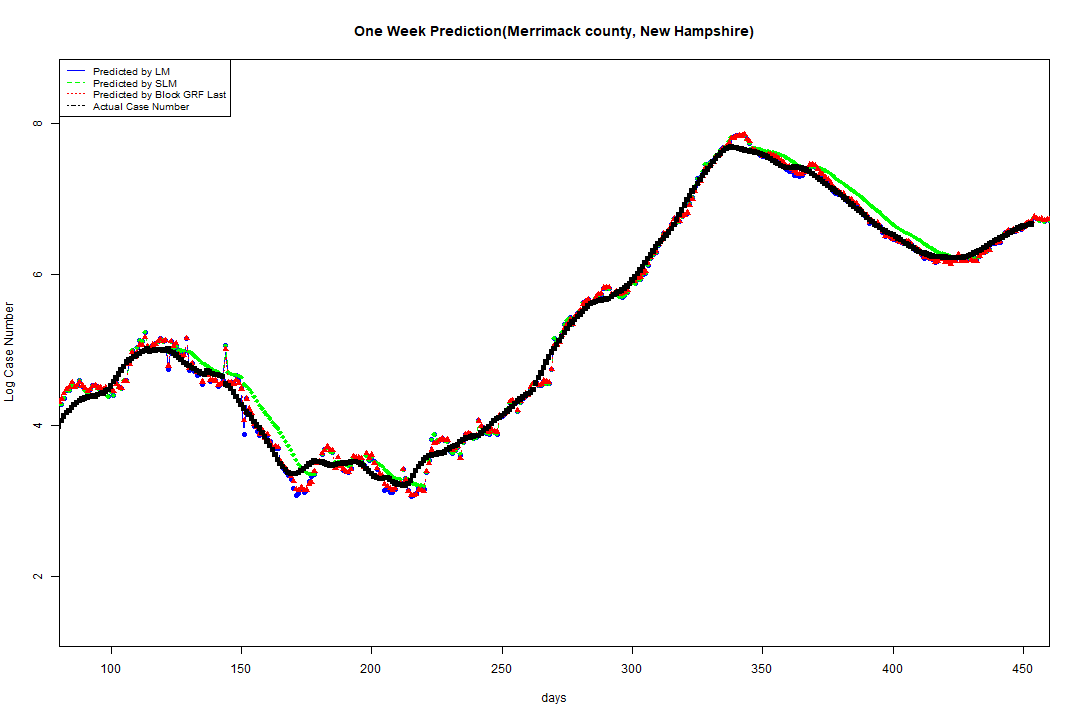 One Week Prediction(Merrimack county, New Hampshire)
Predicted by LM
Predicted by SLM
Predicted by Block GRF Last
Actual Case Number
Log Case Number
8
6
4
2
100 150 200 250 300 350 400 450
days